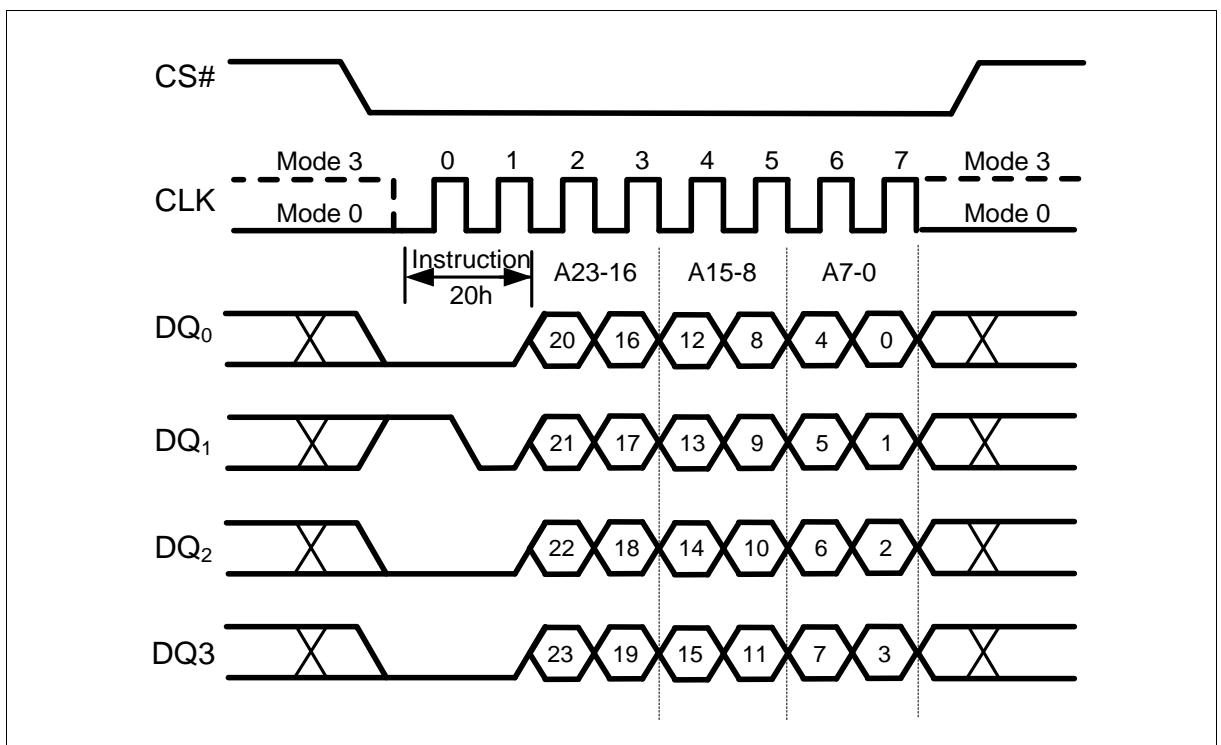 CS#
Mode 3 0 1 2 3 4 5 6 7 Mode 3
CLK
Mode 0 Mode 0
Instruction A23-16 A15-8 A7-0
20h
DQ0 20 16 12 8 4 0
DQ1 21 17 13 9 5 1
DQ2 22 18 14 10 6 2
DQ3 23 19 15 11 7 3